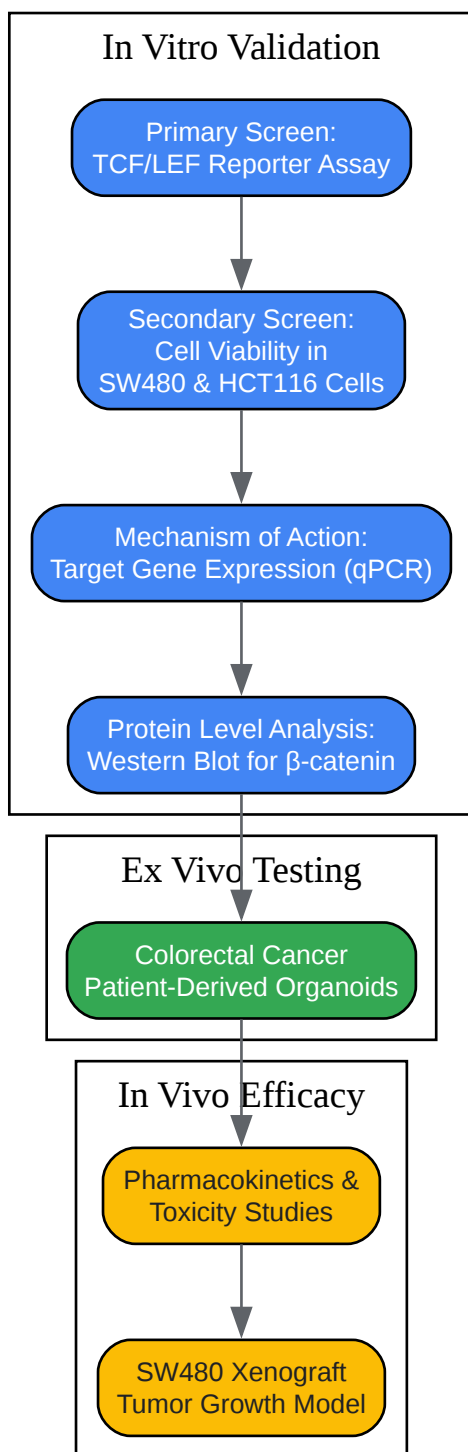 In Vitro Validation
Primary Screen:
TCF/LEF Reporter Assay
Secondary Screen:
Cell Viability in
SW480 & HCT116 Cells
Mechanism of Action:
Target Gene Expression (qPCR)
Protein Level Analysis:
Western Blot for β-catenin
Ex Vivo Testing
Colorectal Cancer
Patient-Derived Organoids
In Vivo Efficacy
Pharmacokinetics &
Toxicity Studies
SW480 Xenograft
Tumor Growth Model